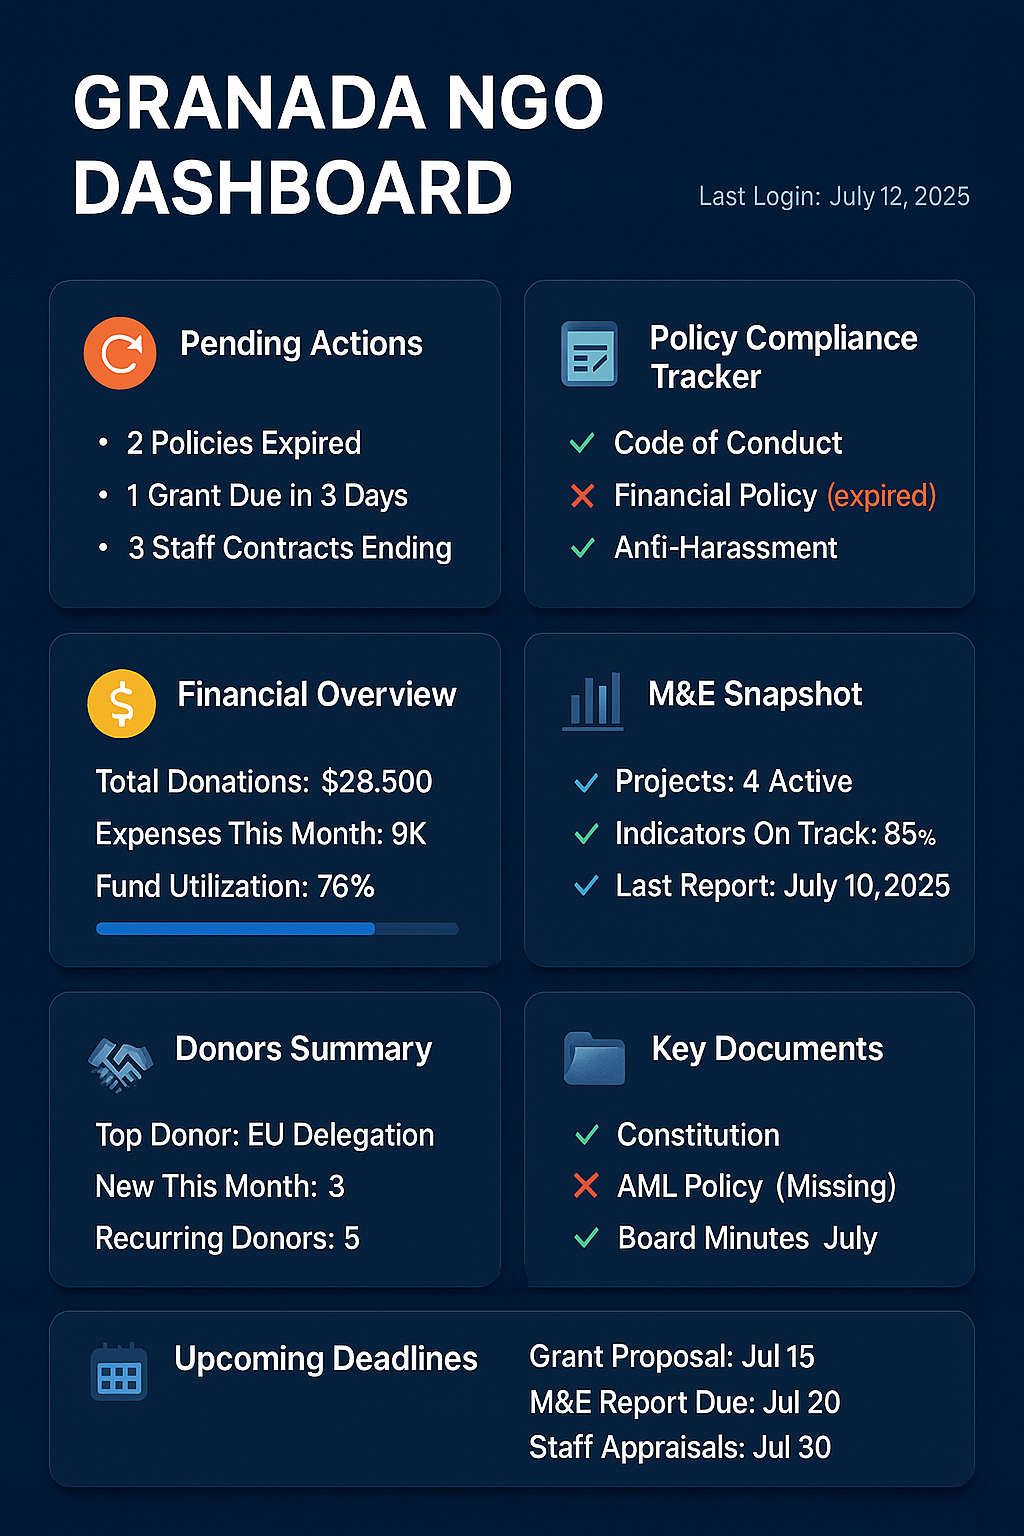 GRANADA NGO
DASHBOARD
Last Login: July 12, 2025
Pending Actions
• 2 Policies Expired
• 1 Grant Due in 3 Days
• 3 Staff Contracts Ending
Policy Compliance
Tracker
✓ Code of Conduct
✕ Financial Policy (expired)
✓ Anti-Harassment
Financial Overview
Total Donations: $28.500
Expenses This Month: 9K
Fund Utilization: 76%
M&E Snapshot
✓ Projects: 4 Active
✓ Indicators On Track: 85%
✓ Last Report: July 10, 2025
Donors Summary
Top Donor: EU Delegation
New This Month: 3
Recurring Donors: 5
Key Documents
✓ Constitution
✕ AML Policy (Missing)
✓ Board Minutes July
Upcoming Deadlines
Grant Proposal: Jul 15
M&E Report Due: Jul 20
Staff Appraisals: Jul 30